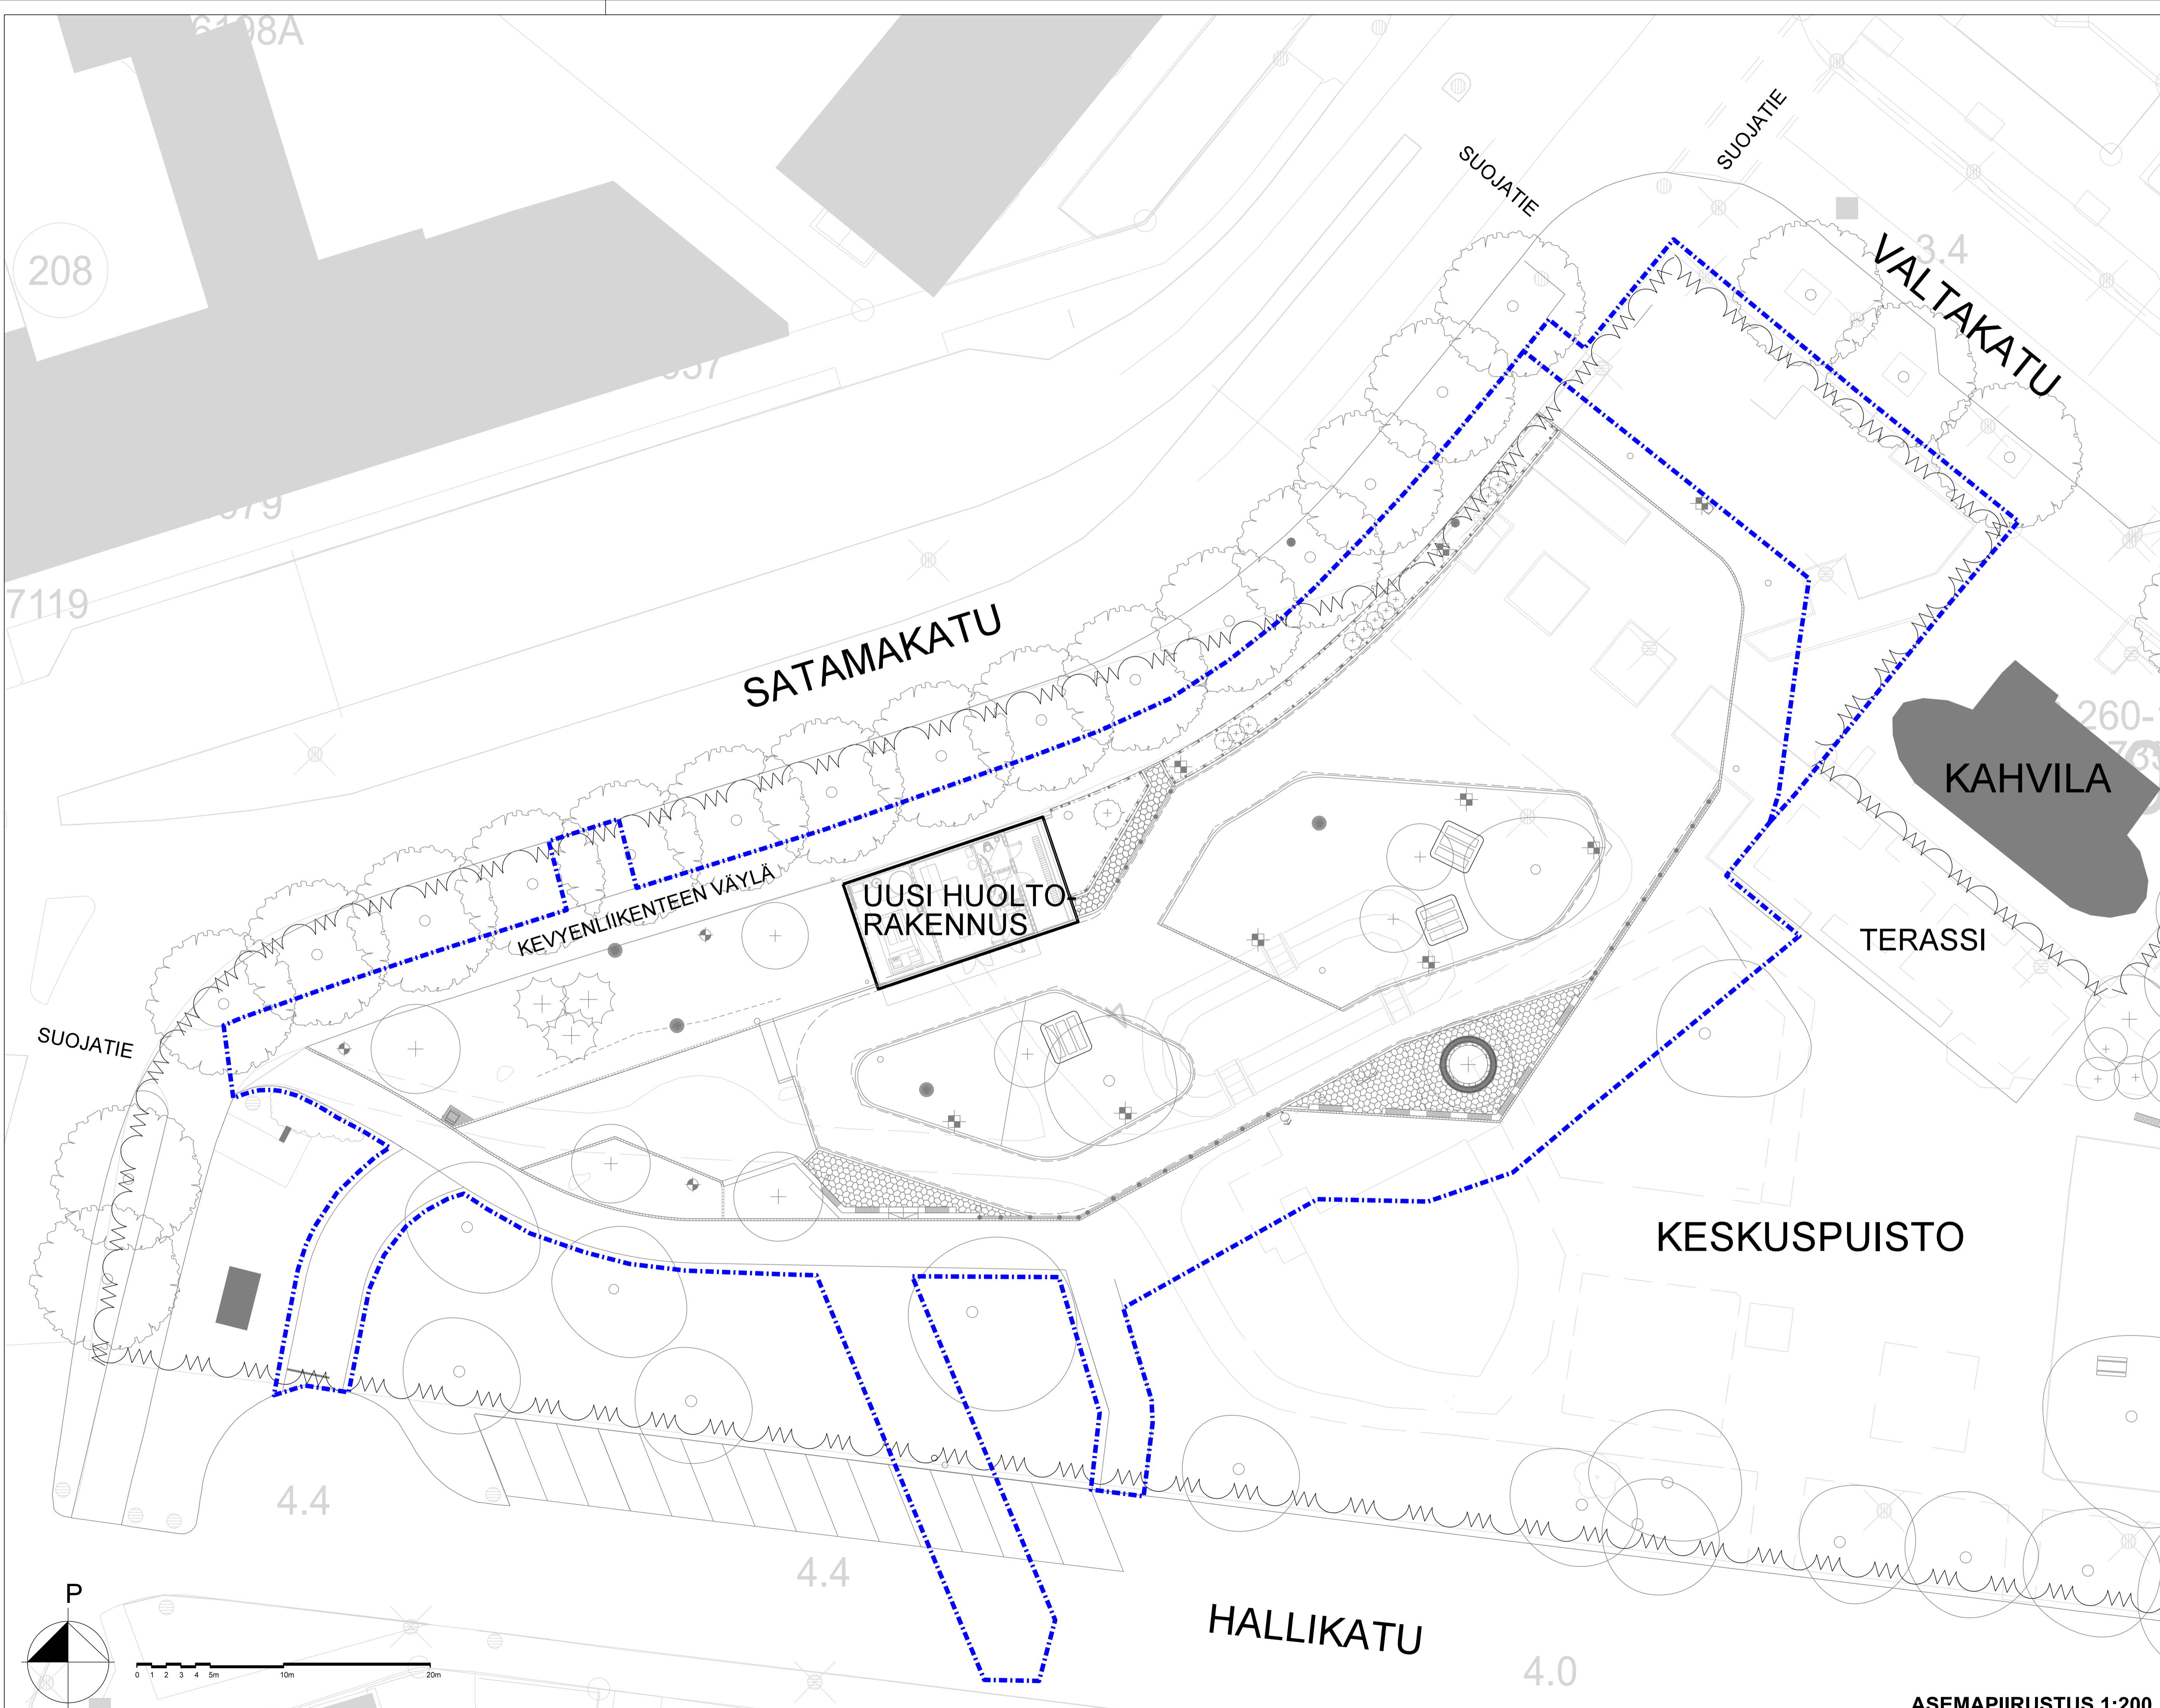 208
7119
3.4
SUOJATIE
SUOJATIE
VALTAKATU
SATAMAKATU
KAHVILA
KEVYENLIIKENTEEN VÄYLÄ
UUSI HUOLTO-
RAKENNUS
TERASSI
SUOJATIE
KESKUSPUISTO
4.4
4.4
HALLIKATU
4.0
P
0 1 2 3 4 5m 10m 20m
ASEMAPIIRUSTUS 1:200